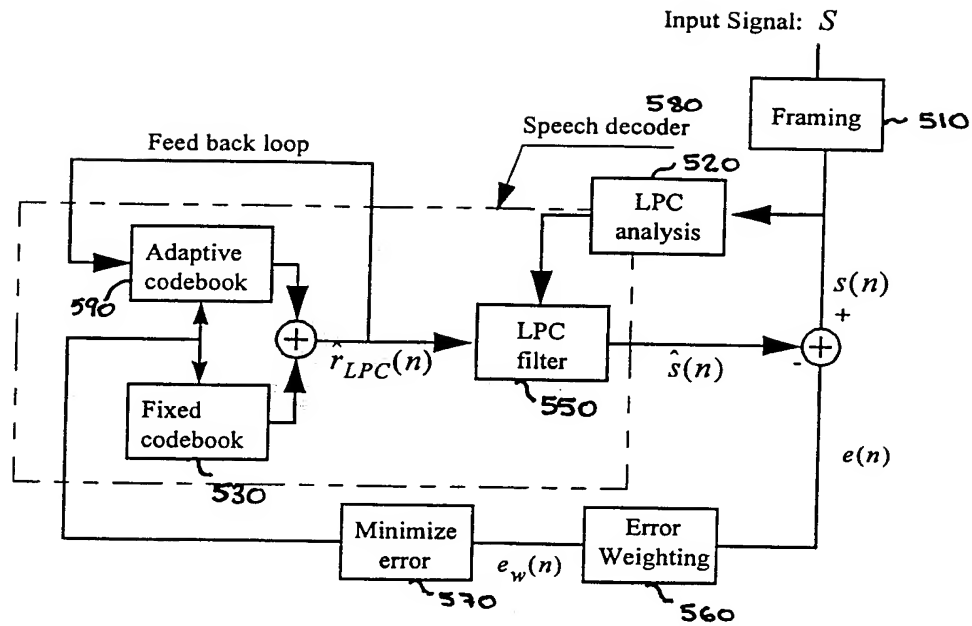 Input Signal: S
Framing
510
580
Speech decoder
Feed back loop
520
LPC
analysis
Adaptive
codebook
590
s(n)
+
+
r̂LPC(n)
LPC
filter
550
ŝ(n)
+
-
Fixed
codebook
530
e(n)
Minimize
error
570
ew(n)
Error
Weighting
560